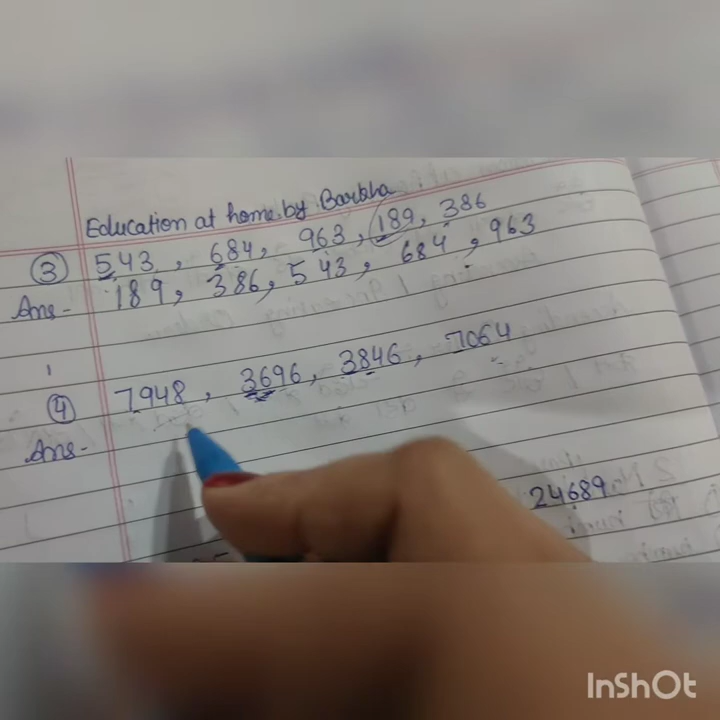 Education at home by Barkha
③ 543, 684, 963, 189, 386
Ans- 189, 386, 543, 684, 963
④ 7948, 3696, 3846, 7064
Ans-
24689
InShOt